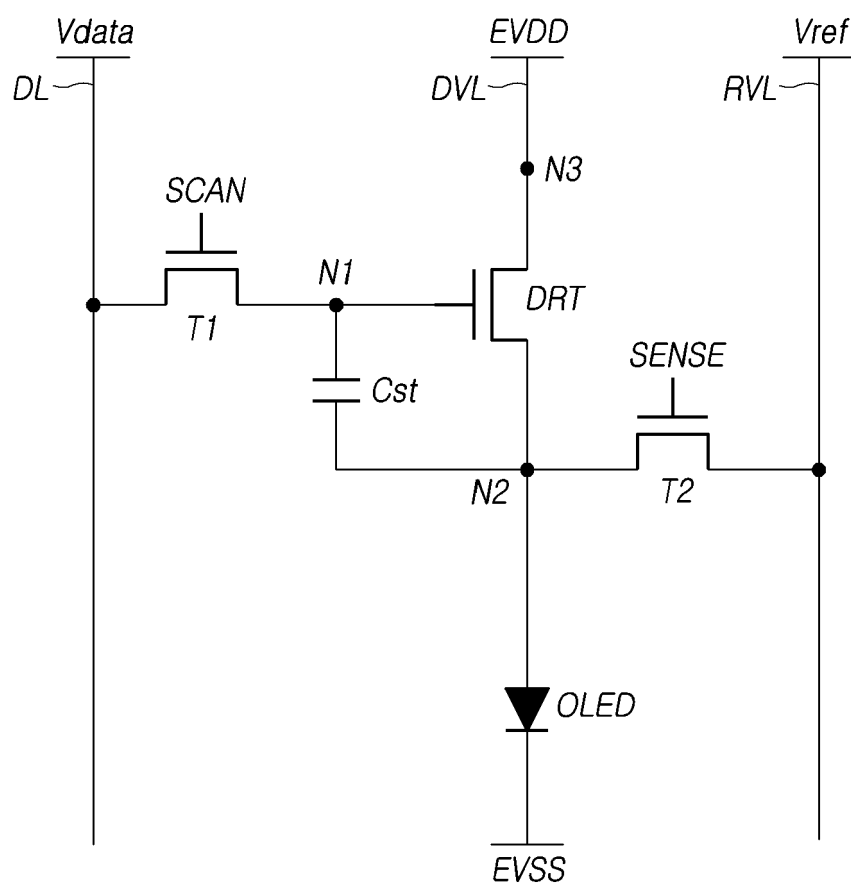 Vdata
EVDD
Vref
DL
DVL
RVL
N3
SCAN
N1
DRT
T1
SENSE
Cst
N2
T2
OLED
EVSS